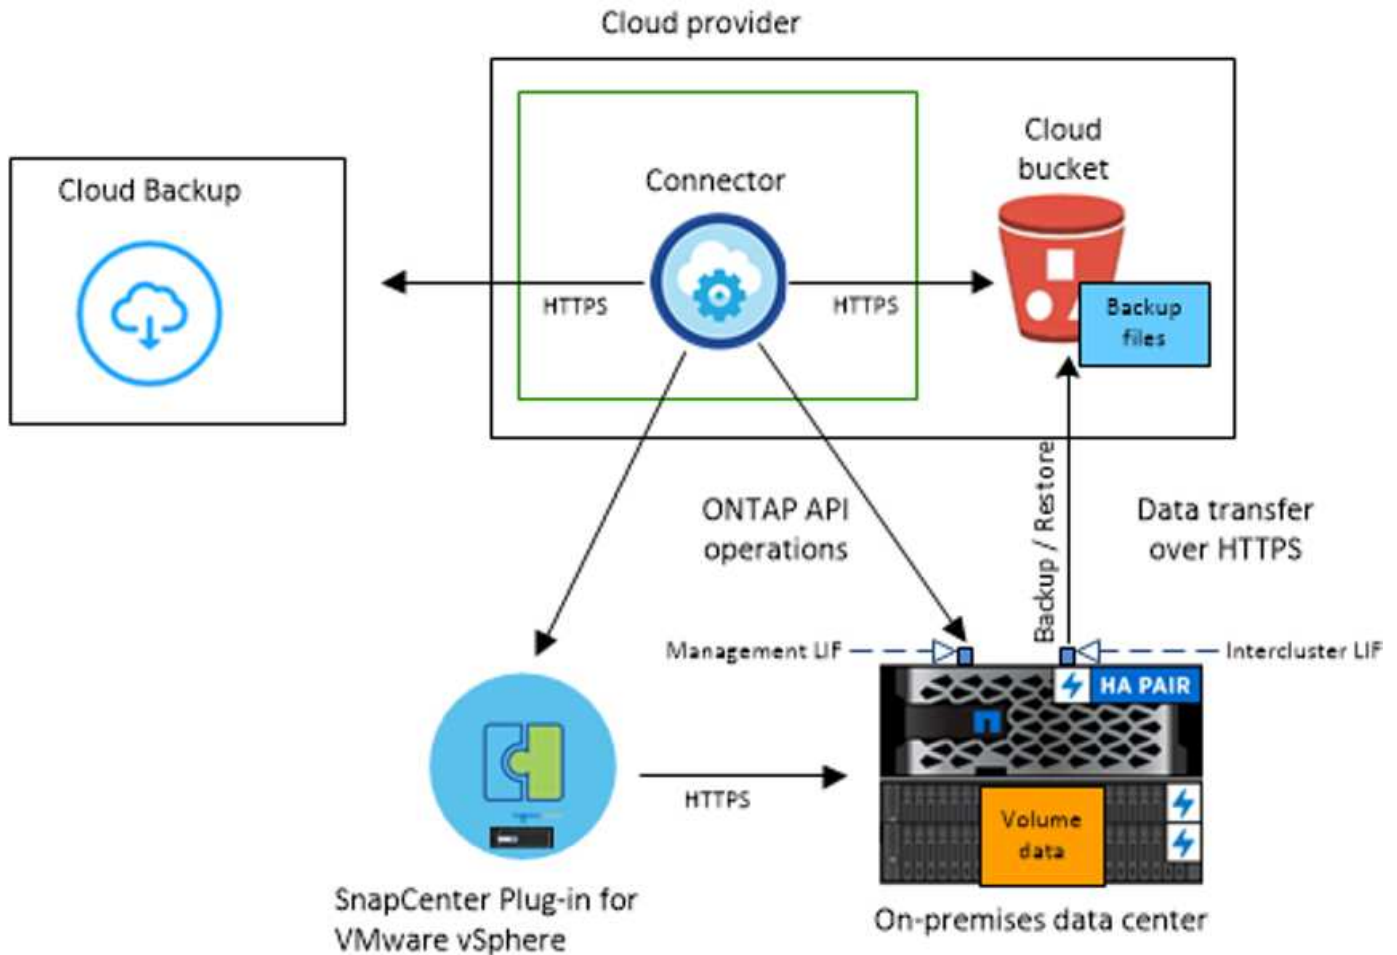 Cloud provider
Cloud Backup
Connector
Cloud
bucket
HTTPS
HTTPS
Backup
files
ONTAP API
operations
Backup / Restore
Data transfer
over HTTPS
Management LIF
Intercluster LIF
HA PAIR
HTTPS
Volume
data
SnapCenter Plug-in for
VMware vSphere
On-premises data center